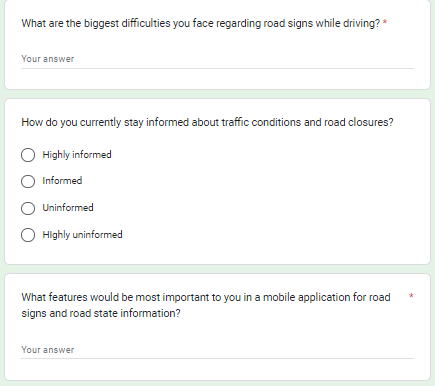 What are the biggest difficulties you face regarding road signs while driving? *
Your answer
How do you currently stay informed about traffic conditions and road closures?
Highly informed
Informed
Uninformed
HIghly uninformed
What features would be most important to you in a mobile application for road *
signs and road state information?
Your answer